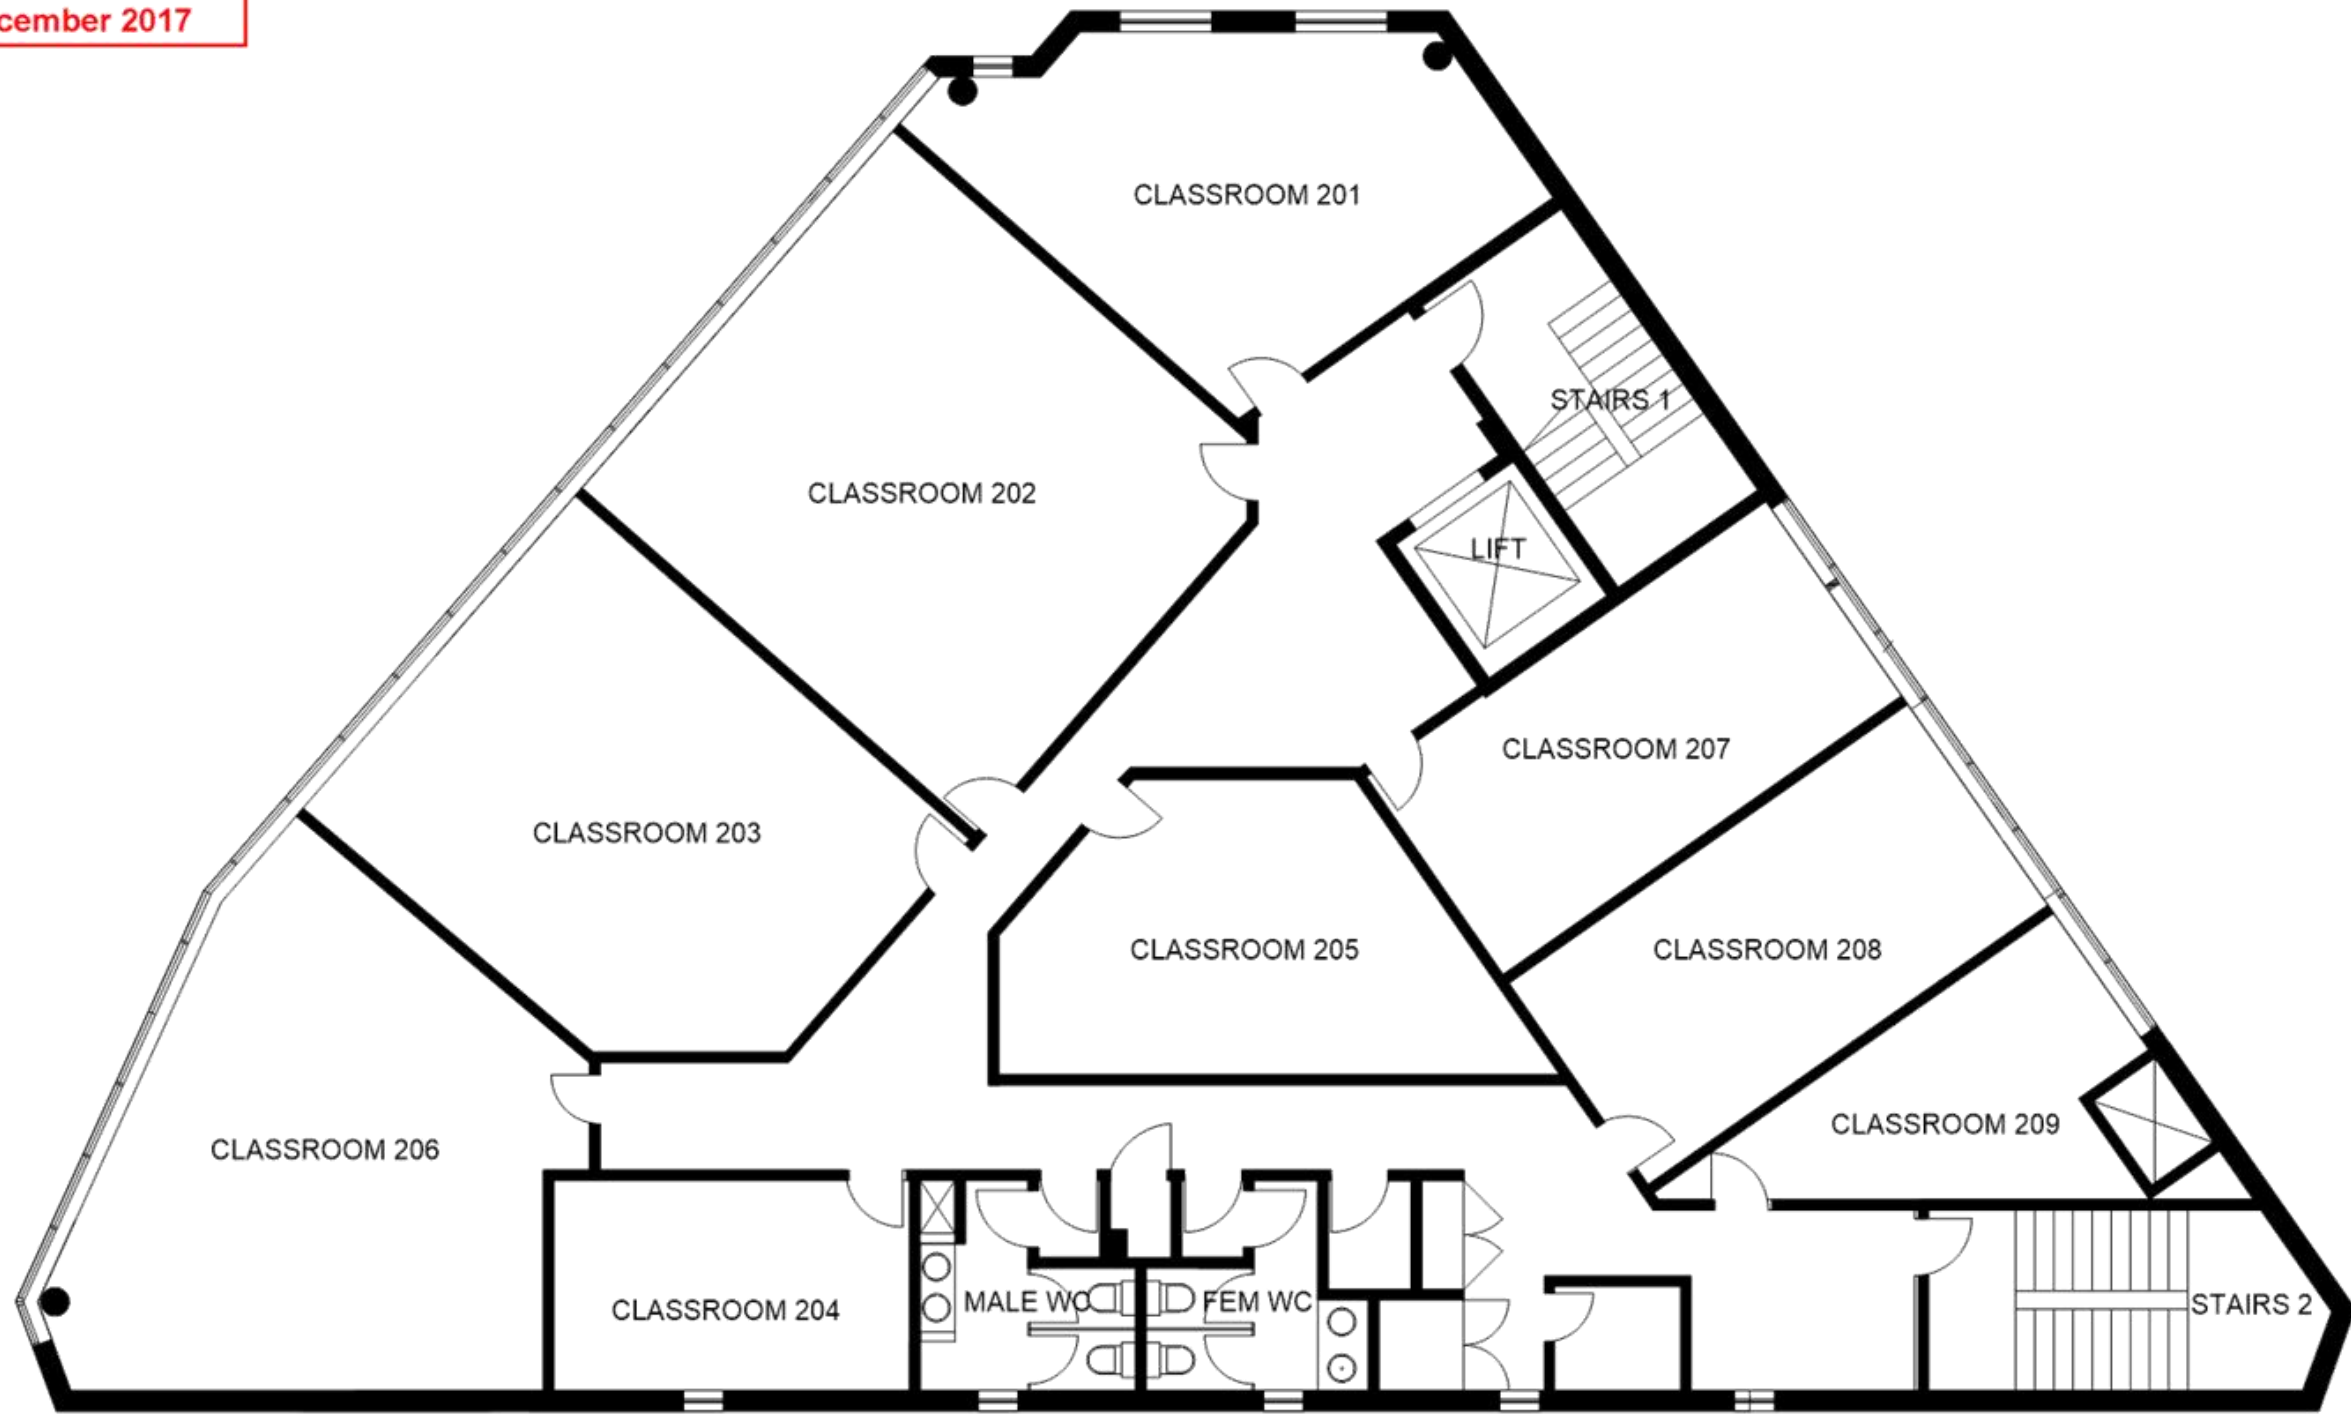 cember 2017
CLASSROOM 201
STAIRS 1
CLASSROOM 202
LIFT
CLASSROOM 207
CLASSROOM 203
CLASSROOM 205
CLASSROOM 208
CLASSROOM 209
CLASSROOM 206
MALE WC
FEM WC
STAIRS 2
CLASSROOM 204